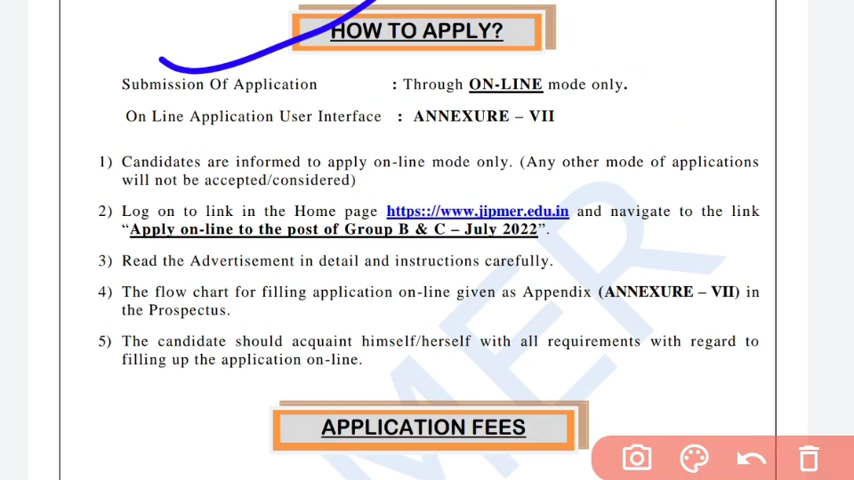 HOW TO APPLY?
Submission Of Application : Through ON-LINE mode only.
On Line Application User Interface : ANNEXURE – VII
1) Candidates are informed to apply on-line mode only. (Any other mode of applications
will not be accepted/considered)
2) Log on to link in the Home page https:://www.jipmer.edu.in and navigate to the link
“Apply on-line to the post of Group B & C – July 2022”.
3) Read the Advertisement in detail and instructions carefully.
4) The flow chart for filling application on-line given as Appendix (ANNEXURE – VII) in
the Prospectus.
5) The candidate should acquaint himself/herself with all requirements with regard to
filling up the application on-line.
APPLICATION FEES